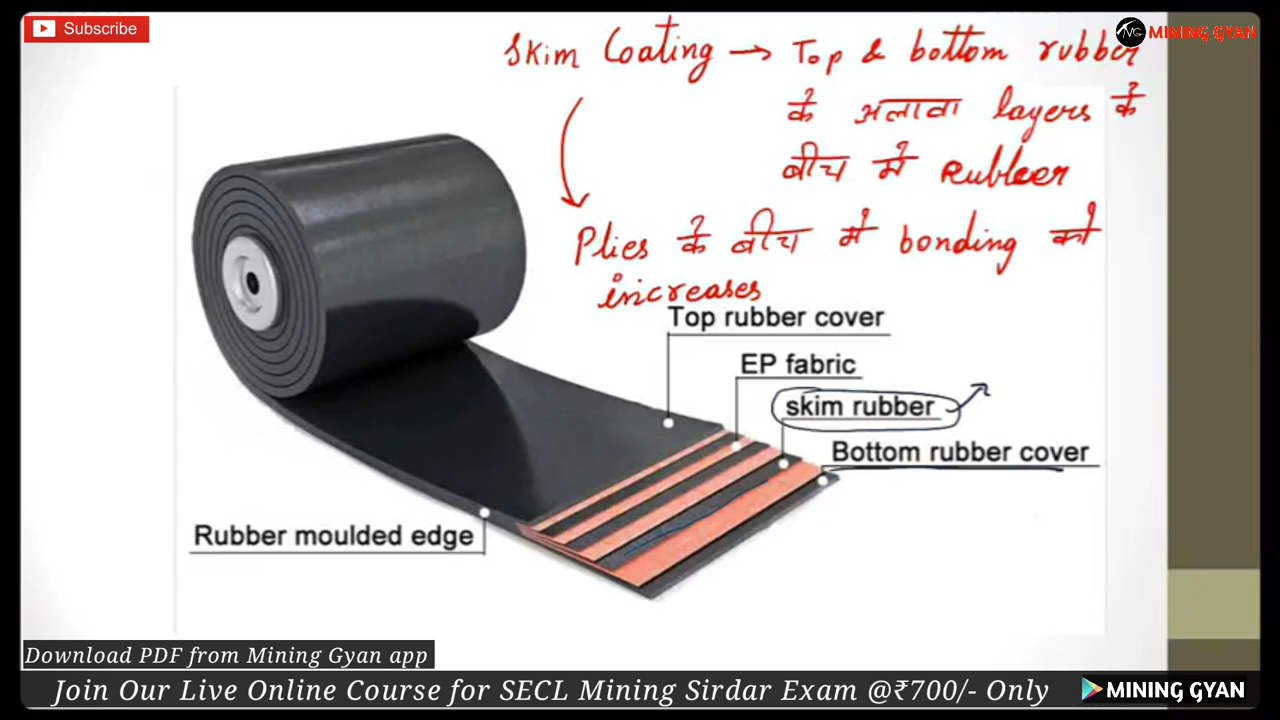 Subscribe
MINING GYAN
Skim Coating → Top & bottom rubber
के अलावा layers के
बीच में Rubber
Plies के बीच में bonding को
increases
Top rubber cover
EP fabric
skim rubber
Bottom rubber cover
Rubber moulded edge
Download PDF from Mining Gyan app
Join Our Live Online Course for SECL Mining Sirdar Exam @₹700/- Only
MINING GYAN